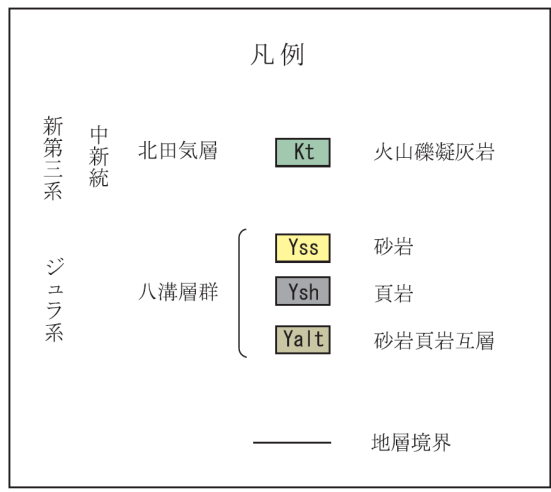 凡例
新第三系
中新統
北田気層
Kt
火山礫凝灰岩
ジュラ系
八溝層群
Yss
砂岩
Ysh
頁岩
Yalt
砂岩頁岩互層
地層境界